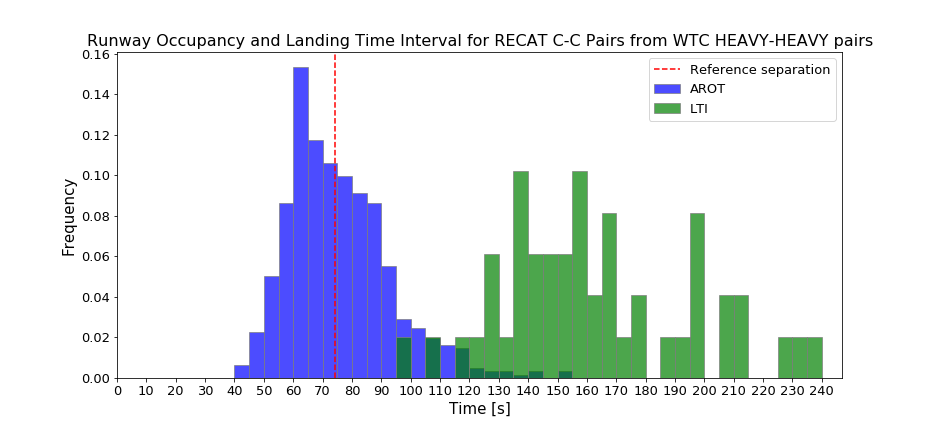 Runway Occupancy and Landing Time Interval for RECAT C-C Pairs from WTC HEAVY-HEAVY pairs
0.16
0.14
0.12
0.10
0.08
0.06
0.04
0.02
0.00
Frequency
Reference separation
AROT
LTI
0 10 20 30 40 50 60 70 80 90 100 110 120 130 140 150 160 170 180 190 200 210 220 230 240
Time [s]